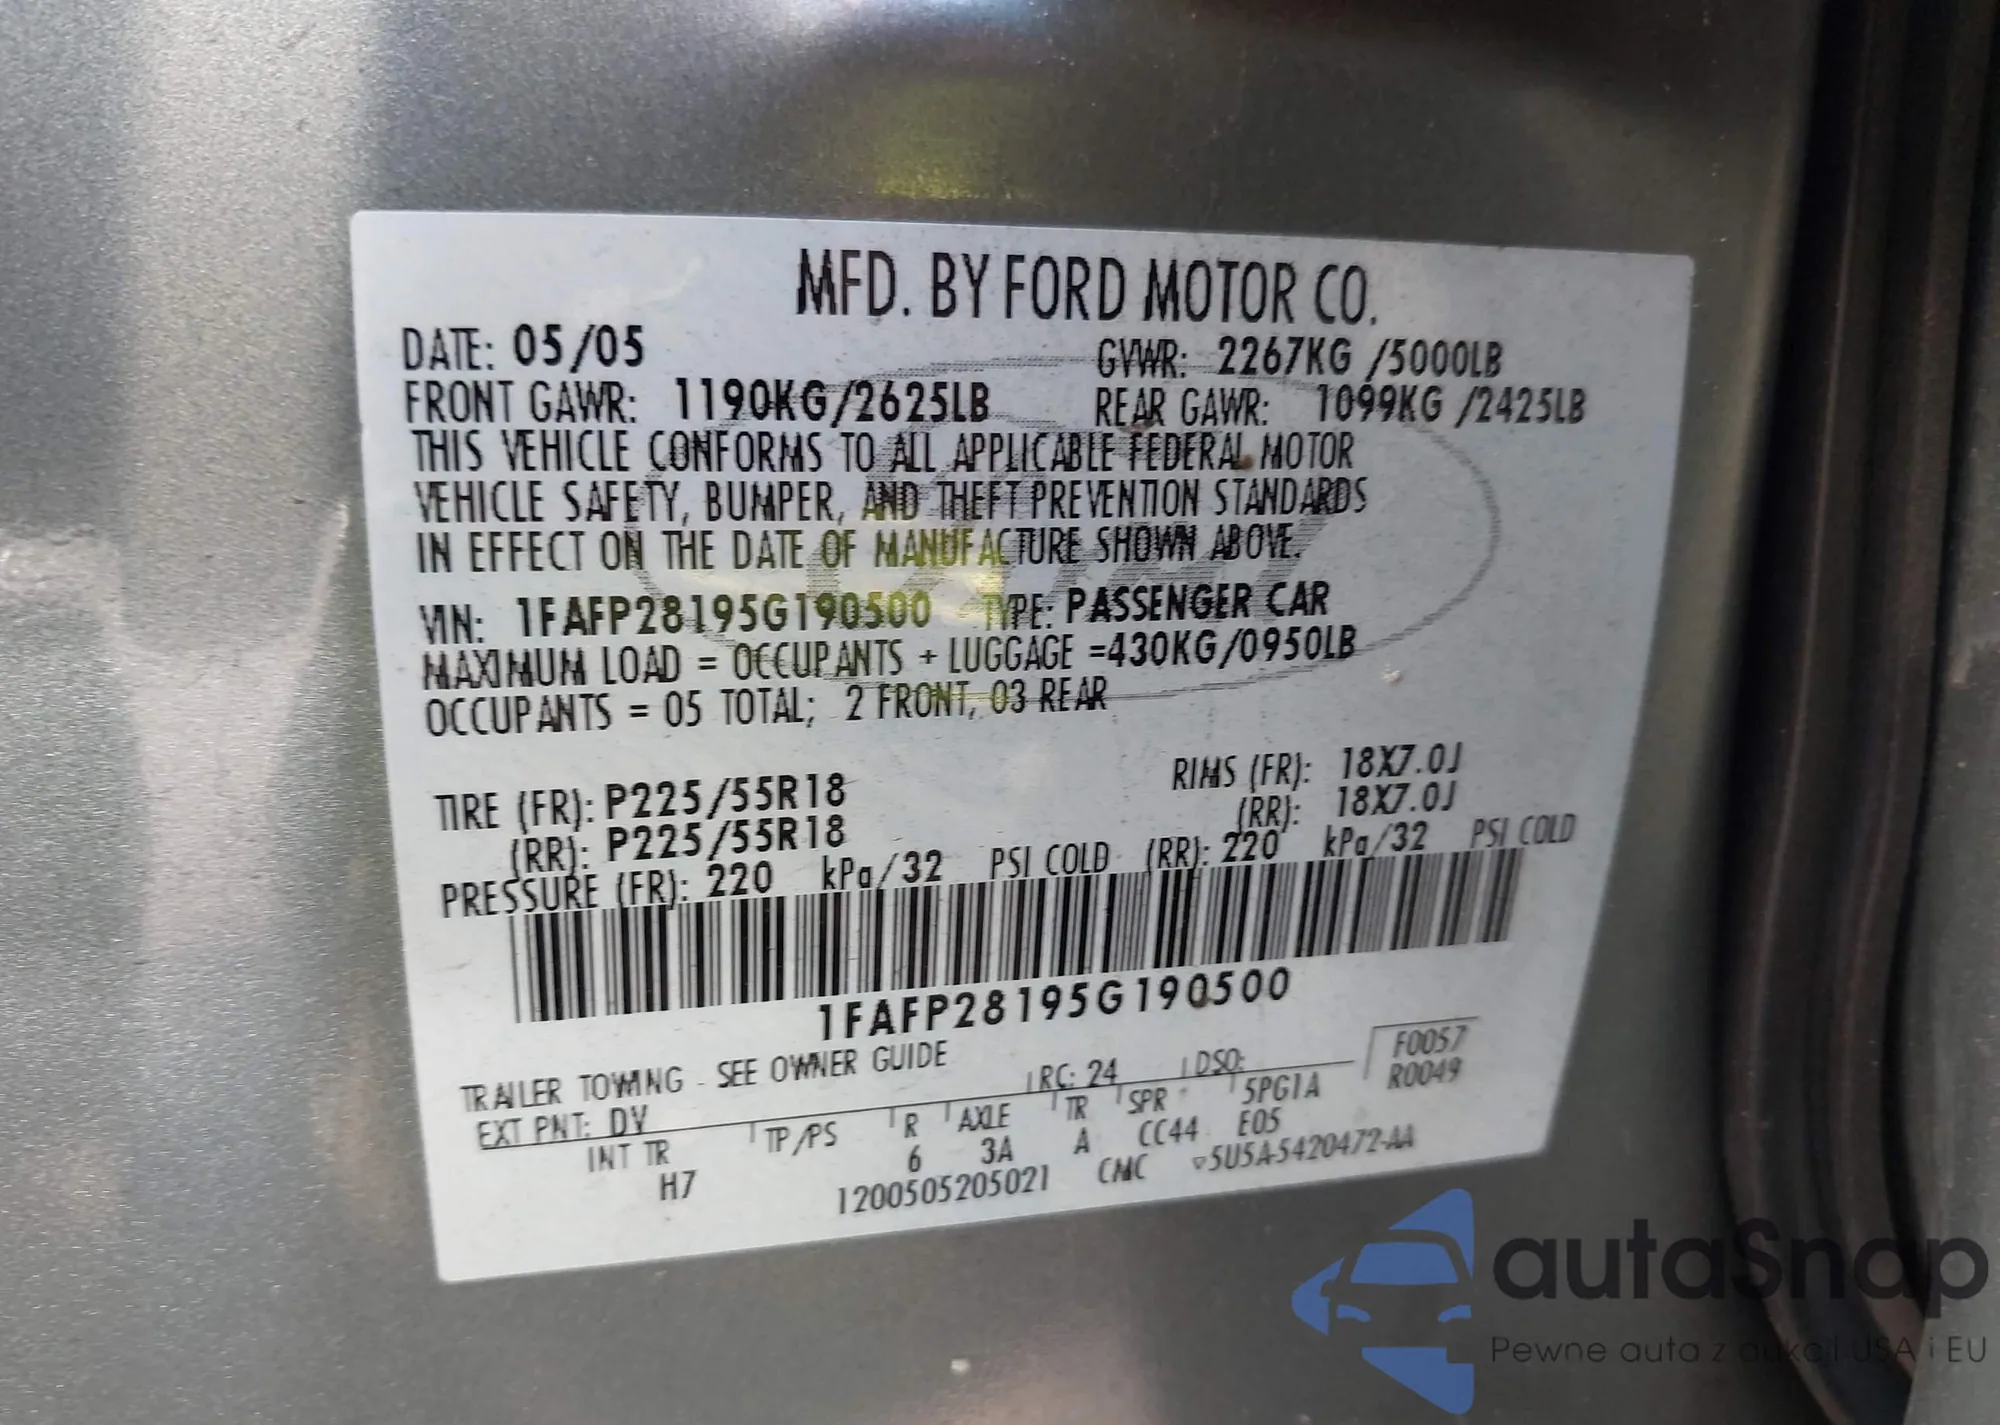 MFD. BY FORD MOTOR CO.
DATE: 05/05 GVWR: 2267KG /5000LB
FRONT GAWR: 1190KG/2625LB REAR GAWR: 1099KG /2425LB
THIS VEHICLE CONFORMS TO ALL APPLICABLE FEDERAL MOTOR
VEHICLE SAFETY, BUMPER, AND THEFT PREVENTION STANDARDS
IN EFFECT ON THE DATE OF MANUFACTURE SHOWN ABOVE.
VIN: 1FAFP28195G190500 TYPE: PASSENGER CAR
MAXIMUM LOAD = OCCUPANTS + LUGGAGE =430KG/0950LB
OCCUPANTS = 05 TOTAL; 2 FRONT, 03 REAR
TIRE (FR): P225/55R18 RIMS (FR): 18X7.0J
(RR): P225/55R18 (RR): 18X7.0J
PRESSURE (FR): 220 kPa/32 PSI COLD (RR): 220 kPa/32 PSI COLD
1FAFP28195G190500
TRAILER TOWING - SEE OWNER GUIDE
EXT PNT: DV RC: 24 DSO: F0057
R0049
INT TR TP/PS R AXLE TR SPR 5PG1A
H7 6 3A A CC44 E05
1200505205021 CMC ▽5U5A-5420472-AA
autaSnap
Pewne auta z aukcji USA i EU